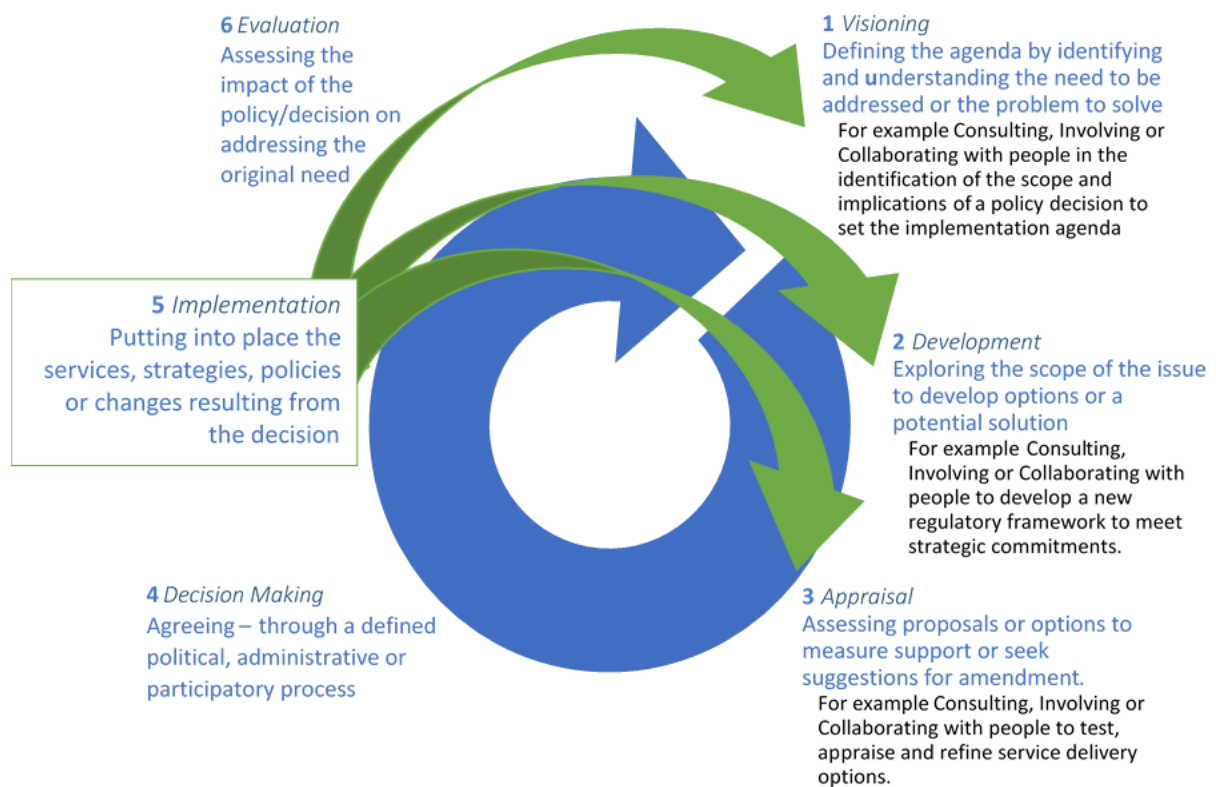 6 Evaluation
Assessing the
impact of the
policy/decision on
addressing the
original need
1 Visioning
Defining the agenda by identifying
and understanding the need to be
addressed or the problem to solve
For example Consulting, Involving or
Collaborating with people in the
identification of the scope and
implications of a policy decision to
set the implementation agenda
5 Implementation
Putting into place the
services, strategies, policies
or changes resulting from
the decision
2 Development
Exploring the scope of the issue
to develop options or a
potential solution
For example Consulting,
Involving or Collaborating with
people to develop a new
regulatory framework to meet
strategic commitments.
4 Decision Making
Agreeing – through a defined
political, administrative or
participatory process
3 Appraisal
Assessing proposals or options to
measure support or seek
suggestions for amendment.
For example Consulting, Involving or
Collaborating with people to test,
appraise and refine service delivery
options.